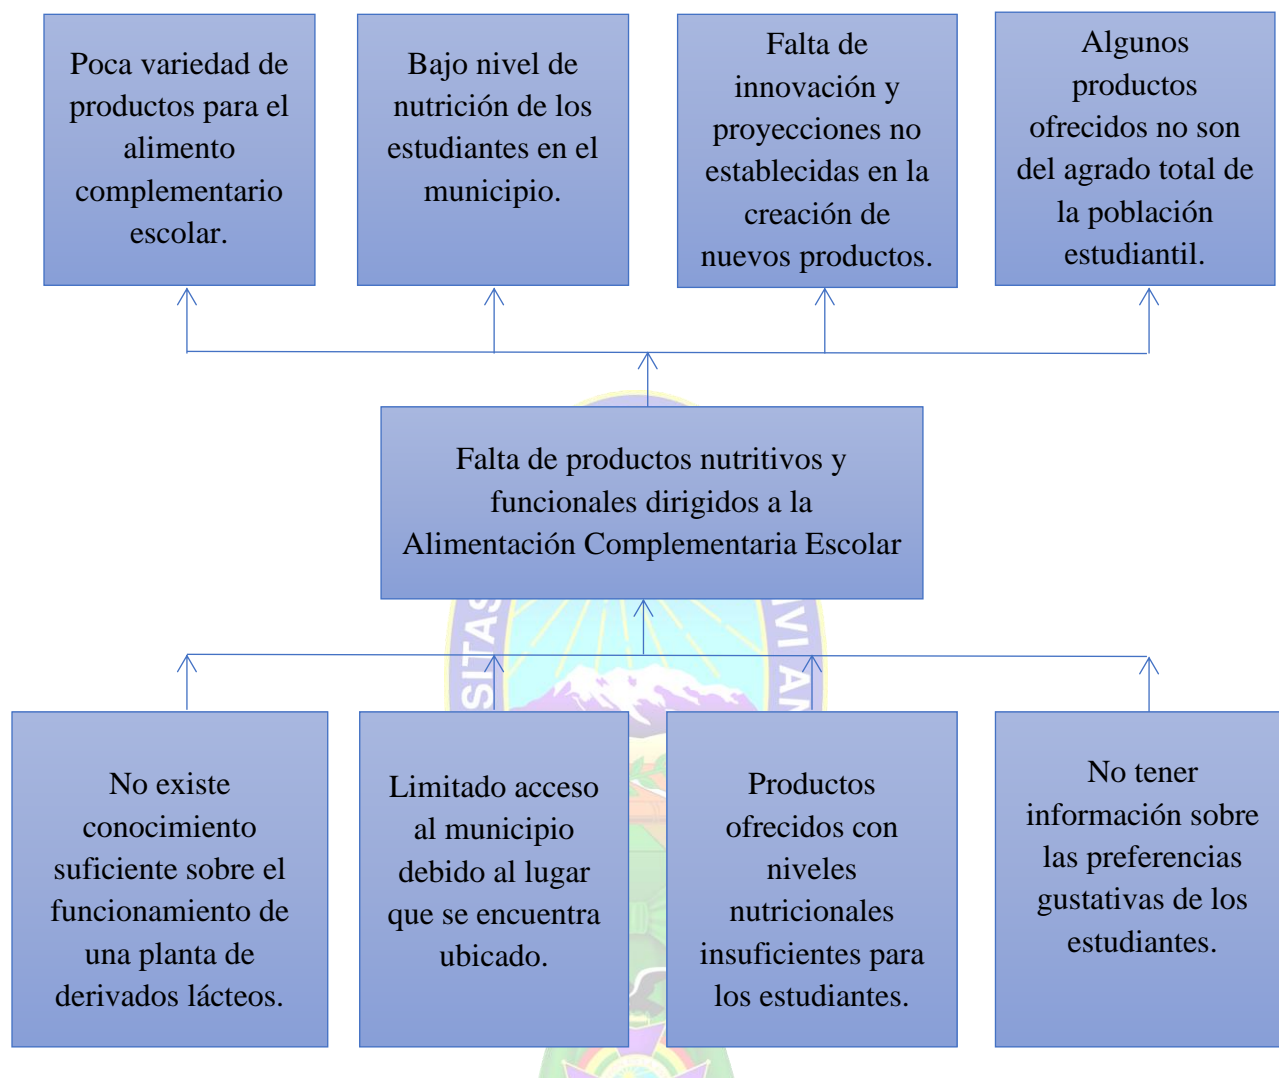 Poca variedad de
productos para el
alimento
complementario
escolar.
Bajo nivel de
nutrición de los
estudiantes en el
municipio.
Falta de
innovación y
proyecciones no
establecidas en la
creación de
nuevos productos.
Algunos
productos
ofrecidos no son
del agrado total de
la población
estudiantil.
Falta de productos nutritivos y
funcionales dirigidos a la
Alimentación Complementaria Escolar
SITAS
VI AN
No existe
conocimiento
suficiente sobre el
funcionamiento de
una planta de
derivados lácteos.
Limitado acceso
al municipio
debido al lugar
que se encuentra
ubicado.
Productos
ofrecidos con
niveles
nutricionales
insuficientes para
los estudiantes.
No tener
información sobre
las preferencias
gustativas de los
estudiantes.